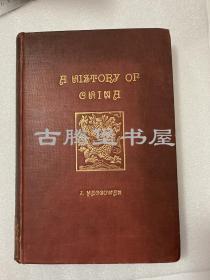 A HISTORY OF
CHINA
古腾堡书屋
J. MACGOWAN